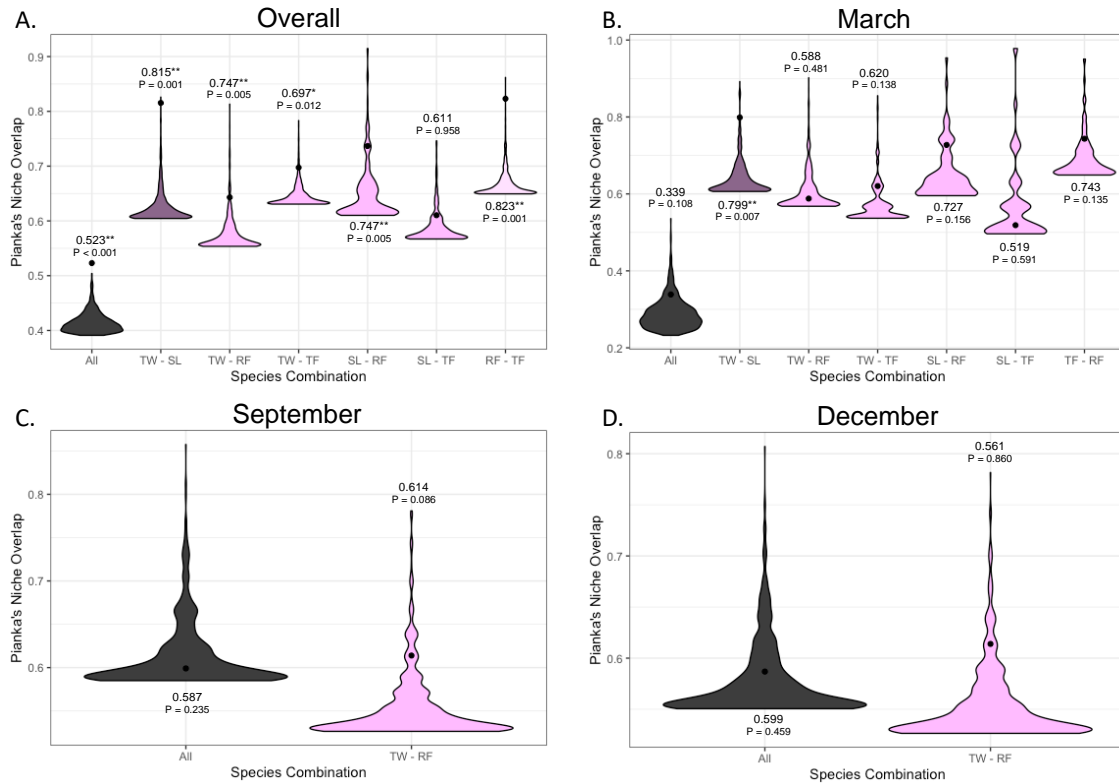 A.
Overall
Pianka's Niche Overlap
0.9
0.8
0.7
0.6
0.5
0.4
0.523**
P < 0.001
0.815**
P = 0.001
0.747**
P = 0.005
0.697*
P = 0.012
0.747**
P = 0.005
0.611
P = 0.958
0.823**
P = 0.001
All
TW - SL
TW - RF
TW - TF
SL - RF
SL - TF
RF - TF
Species Combination
B.
March
Pianka's Niche Overlap
1.0
0.8
0.6
0.4
0.2
0.339
P = 0.108
0.799**
P = 0.007
0.588
P = 0.481
0.620
P = 0.138
0.727
P = 0.156
0.519
P = 0.591
0.743
P = 0.135
All
TW - SL
TW - RF
TW - TF
SL - RF
SL - TF
TF - RF
Species Combination
C.
September
Pianka's Niche Overlap
0.8
0.7
0.6
0.587
P = 0.235
0.614
P = 0.086
All
TW - RF
Species Combination
D.
December
Pianka's Niche Overlap
0.8
0.7
0.6
0.599
P = 0.459
0.561
P = 0.860
All
TW - RF
Species Combination